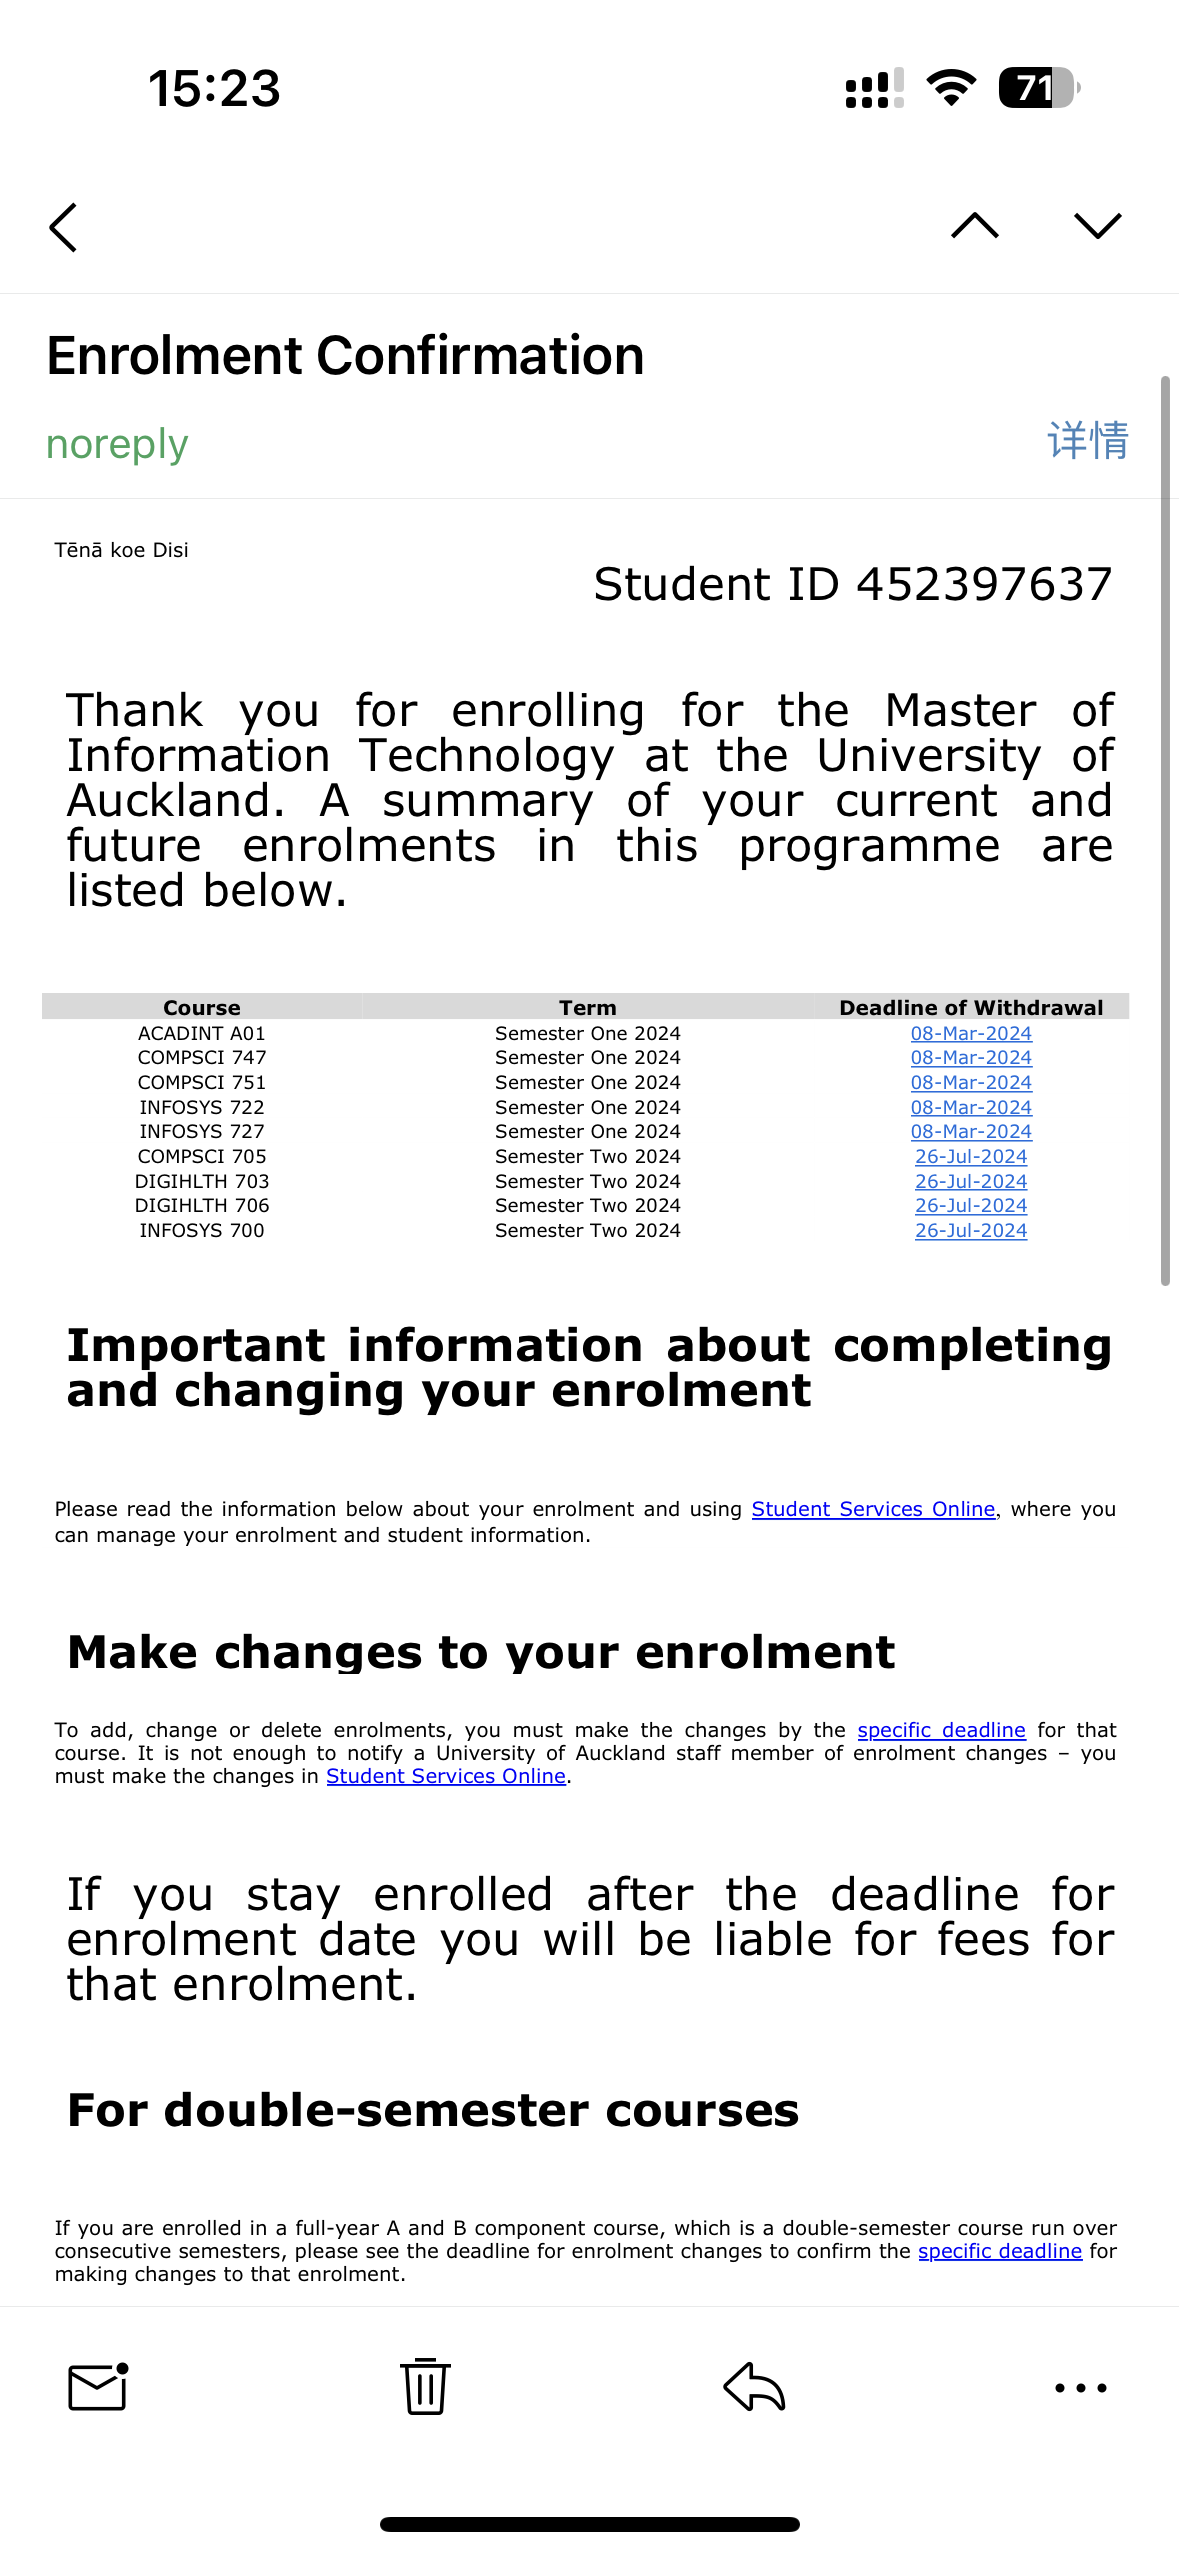 15:23
71
Enrolment Confirmation
noreply
详情
Tēnā koe Disi
Student ID 452397637
Thank you for enrolling for the Master of
Information Technology at the University of
Auckland. A summary of your current and
future enrolments in this programme are
listed below.
Course Term Deadline of Withdrawal
ACADINT A01 Semester One 2024 08-Mar-2024
COMPSCI 747 Semester One 2024 08-Mar-2024
COMPSCI 751 Semester One 2024 08-Mar-2024
INFOSYS 722 Semester One 2024 08-Mar-2024
INFOSYS 727 Semester One 2024 08-Mar-2024
COMPSCI 705 Semester Two 2024 26-Jul-2024
DIGIHLTH 703 Semester Two 2024 26-Jul-2024
DIGIHLTH 706 Semester Two 2024 26-Jul-2024
INFOSYS 700 Semester Two 2024 26-Jul-2024
Important information about completing
and changing your enrolment
Please read the information below about your enrolment and using Student Services Online, where you
can manage your enrolment and student information.
Make changes to your enrolment
To add, change or delete enrolments, you must make the changes by the specific deadline for that
course. It is not enough to notify a University of Auckland staff member of enrolment changes – you
must make the changes in Student Services Online.
If you stay enrolled after the deadline for
enrolment date you will be liable for fees for
that enrolment.
For double-semester courses
If you are enrolled in a full-year A and B component course, which is a double-semester course run over
consecutive semesters, please see the deadline for enrolment changes to confirm the specific deadline for
making changes to that enrolment.